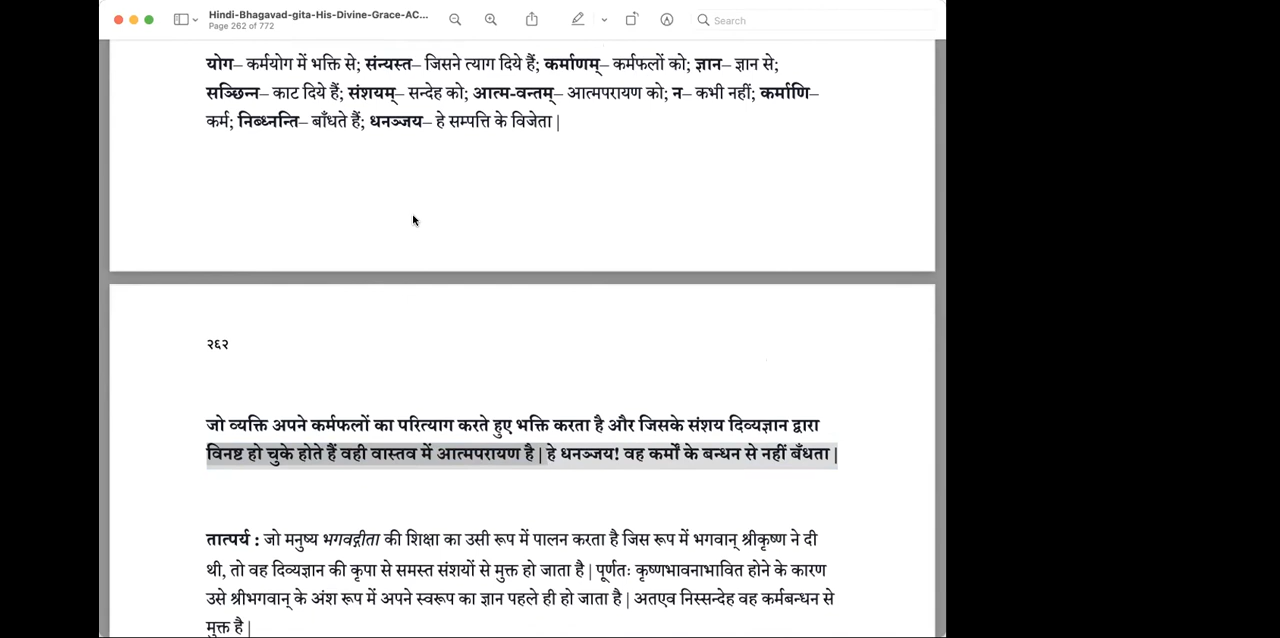 Hindi-Bhagavad-gita-His-Divine-Grace-AC...
Page 262 of 772
Search
योग– कर्मयोग में भक्ति से; संन्यस्त– जिसने त्याग दिये हैं; कर्माणम्– कर्मफलों को; ज्ञान– ज्ञान से;
सञ्छिन्न– काट दिये हैं; संशयम्– सन्देह को; आत्म-वन्तम्– आत्मपरायण को; न– कभी नहीं; कर्माणि–
कर्म; निब्ध्नन्ति– बाँधते हैं; धनञ्जय– हे सम्पत्ति के विजेता |
२६२
जो व्यक्ति अपने कर्मफलों का परित्याग करते हुए भक्ति करता है और जिसके संशय दिव्यज्ञान द्वारा
विनष्ट हो चुके होते हैं वही वास्तव में आत्मपरायण है | हे धनञ्जय! वह कर्मों के बन्धन से नहीं बँधता |
तात्पर्य : जो मनुष्य भगवद्गीता की शिक्षा का उसी रूप में पालन करता है जिस रूप में भगवान् श्रीकृष्ण ने दी
थी, तो वह दिव्यज्ञान की कृपा से समस्त संशयों से मुक्त हो जाता है | पूर्णतः कृष्णभावनाभावित होने के कारण
उसे श्रीभगवान् के अंश रूप में अपने स्वरूप का ज्ञान पहले ही हो जाता है | अतएव निस्सन्देह वह कर्मबन्धन से
मुक्त है |